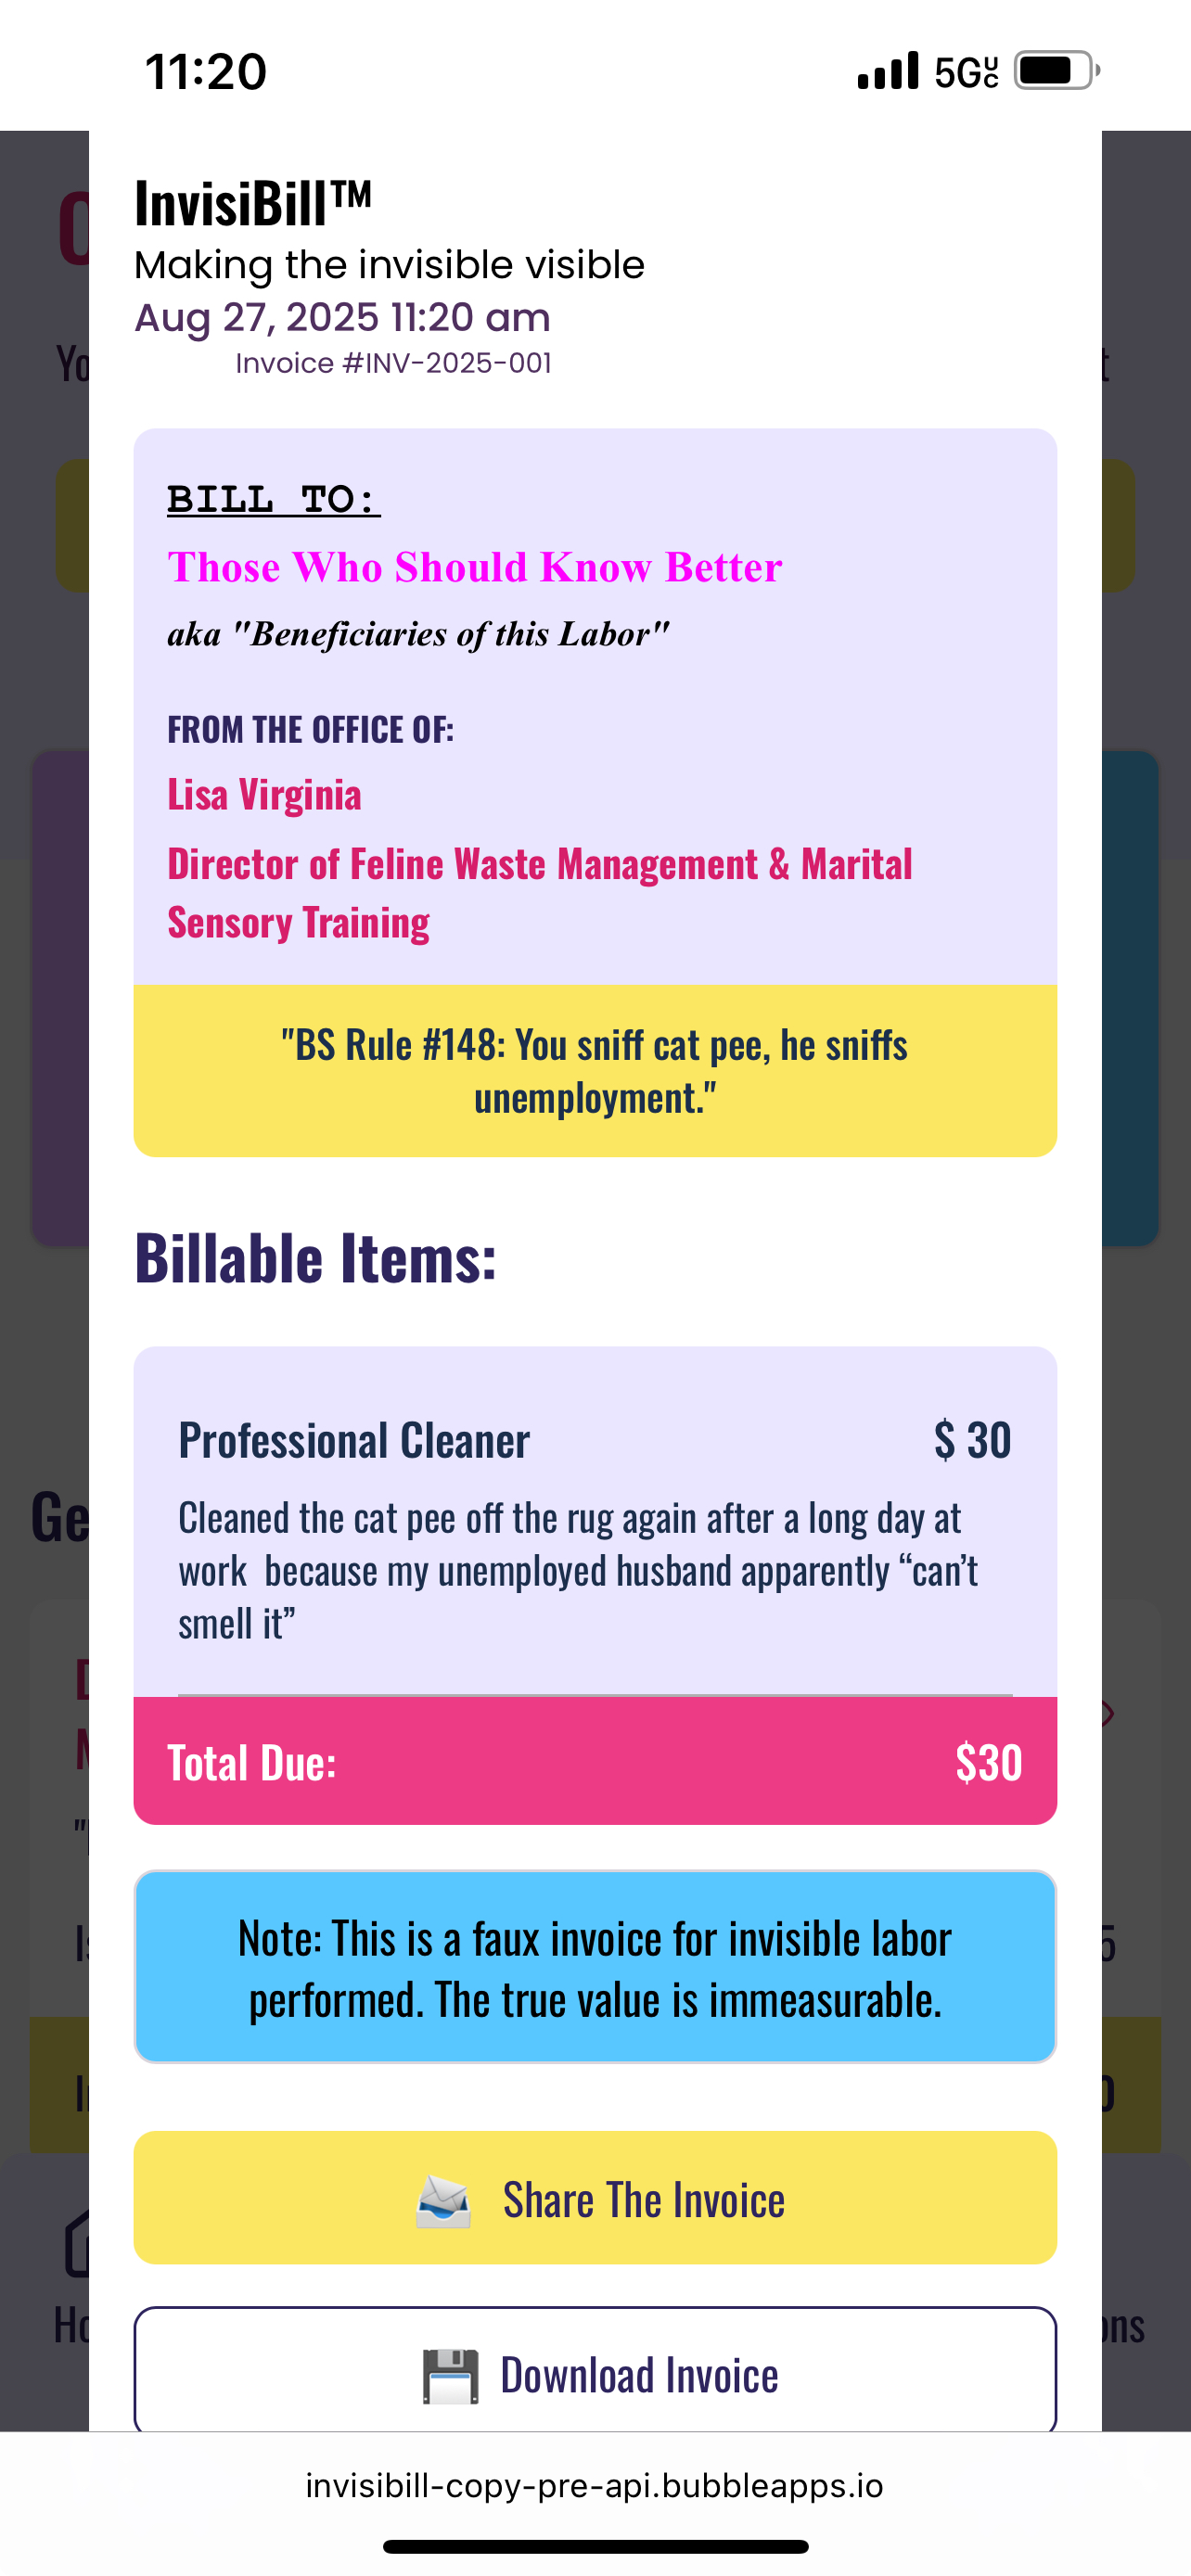 11:20
5G UC
InvisiBill™
Making the invisible visible
Aug 27, 2025 11:20 am
Invoice #INV-2025-001
BILL TO:
Those Who Should Know Better
aka "Beneficiaries of this Labor"
FROM THE OFFICE OF:
Lisa Virginia
Director of Feline Waste Management & Marital
Sensory Training
"BS Rule #148: You sniff cat pee, he sniffs
unemployment."
Billable Items:
Professional Cleaner $ 30
Cleaned the cat pee off the rug again after a long day at
work  because my unemployed husband apparently “can’t
smell it”
Total Due: $30
Note: This is a faux invoice for invisible labor
performed. The true value is immeasurable.
Share The Invoice
Download Invoice
invisibill-copy-pre-api.bubbleapps.io